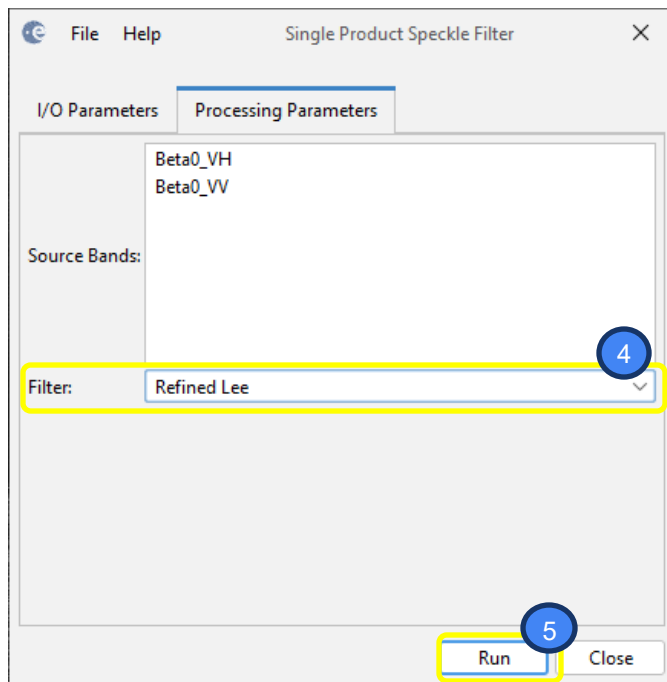 File Help Single Product Speckle Filter
I/O Parameters Processing Parameters
Beta0_VH
Beta0_VV
Source Bands:
4
Filter: Refined Lee
5
Run Close